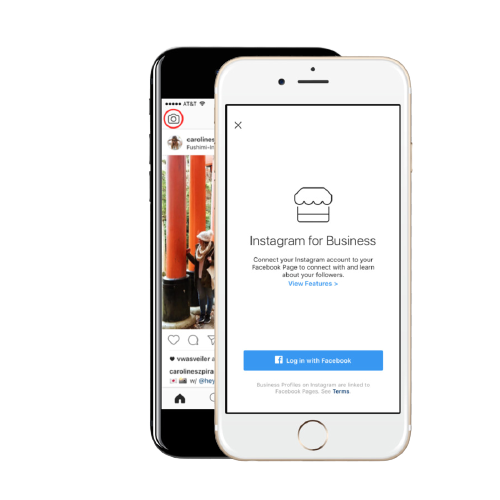 AT&T
carolines
Fushimi-In
vwasveiler a
carolineszpira
w/ @hey
Instagram for Business
Connect your Instagram account to your
Facebook Page to connect with and learn
about your followers.
View Features >
Log in with Facebook
Business Profiles on Instagram are linked to
Facebook Pages. See Terms